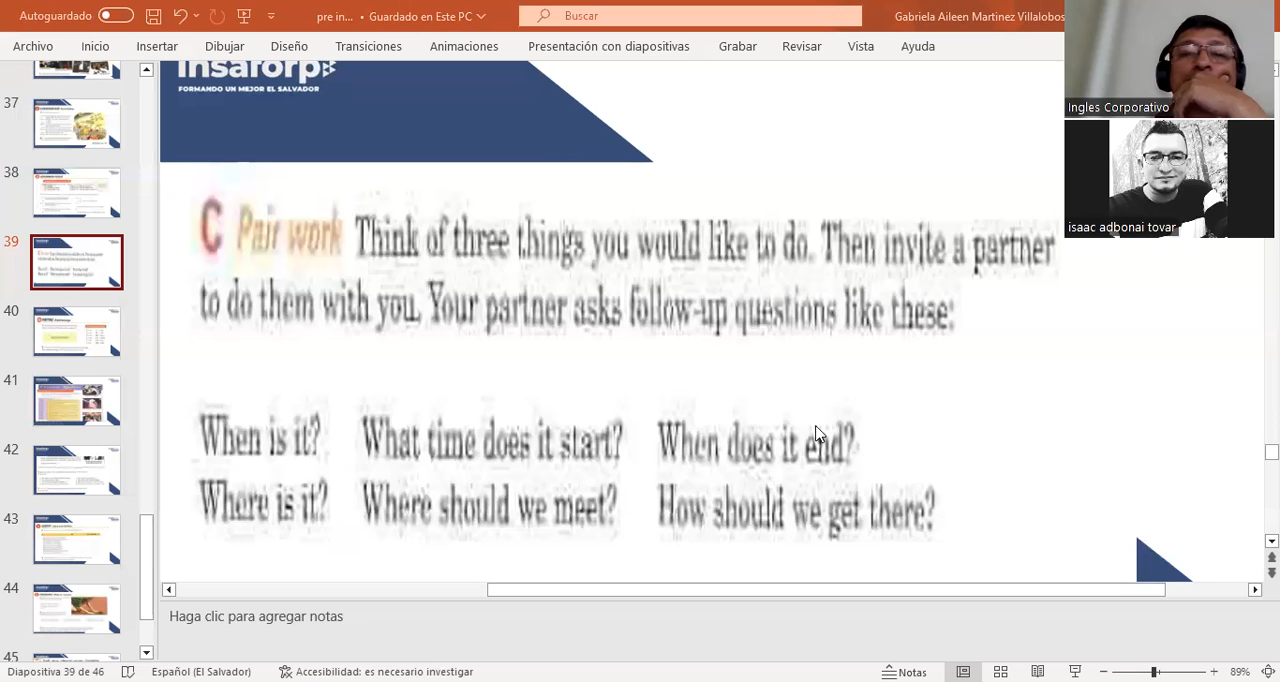 Autoguardado
pre in... • Guardado en Este PC
Buscar
Gabriela Aileen Martinez Villalobos
Archivo Inicio Insertar Dibujar Diseño Transiciones Animaciones Presentación con diapositivas Grabar Revisar Vista Ayuda
Ingles Corporativo
isaac adbonai tovar
37
38
39
40
41
42
43
44
45
Insaforp
FORMANDO UN MEJOR EL SALVADOR
C Pair work Think of three things you would like to do. Then invite a partner
to do them with you. Your partner asks follow-up questions like these:
When is it? What time does it start? When does it end?
Where is it? Where should we meet? How should we get there?
Haga clic para agregar notas
Diapositiva 39 de 46 Español (El Salvador) Accesibilidad: es necesario investigar Notas 89%